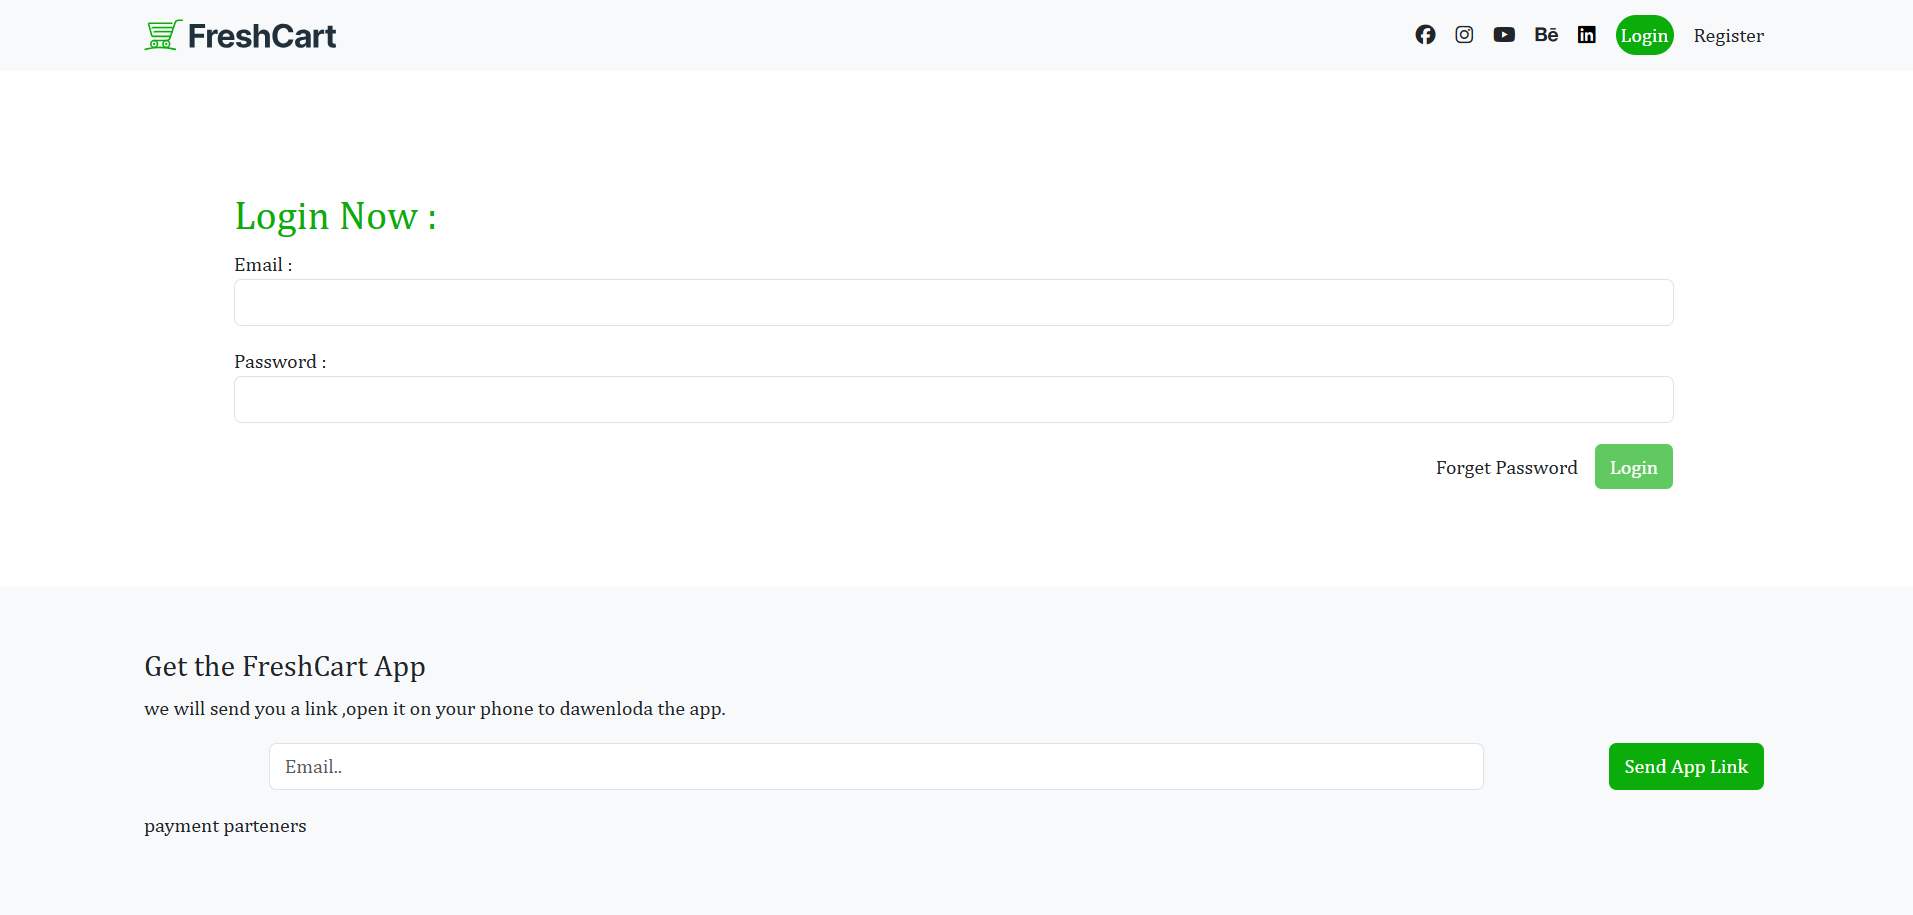 FreshCart
Bē
in
Login
Register
Login Now :
Email :
Password :
Forget Password
Login
Get the FreshCart App
we will send you a link ,open it on your phone to dawenloda the app.
Email..
Send App Link
payment parteners